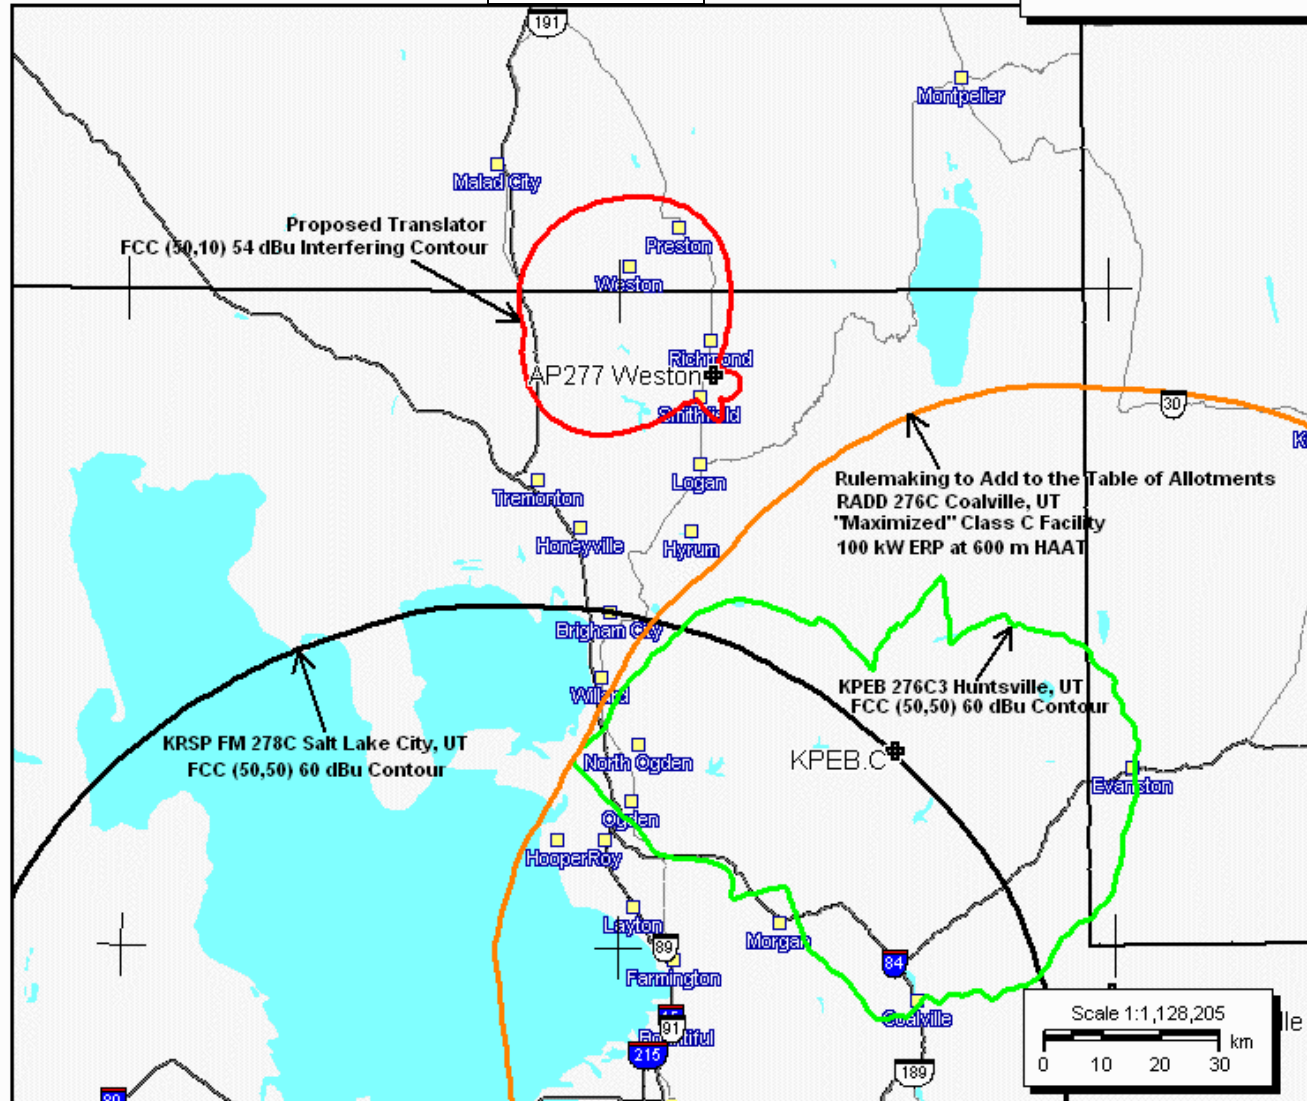 191
Montpelier
Malad City
Proposed Translator
FCC (50,10) 54 dBu Interfering Contour
Preston
Weston
Richmond
AP277 Weston
Smithfield
30
Logan
Rulemaking to Add to the Table of Allotments
RADD 276C Coalville, UT
"Maximized" Class C Facility
100 kW ERP at 600 m HAAT
Tremonton
Honeyville
Hyrum
Brigham City
Willard
KPEB 276C3 Huntsville, UT
FCC (50,50) 60 dBu Contour
KRSP FM 278C Salt Lake City, UT
FCC (50,50) 60 dBu Contour
North Ogden
KPEB.C
Evanston
Ogden
Hooper
Roy
Layton
Morgan
89
84
Farmington
Coalville
91
Bountiful
215
189
Scale 1:1,128,205
km
0 10 20 30